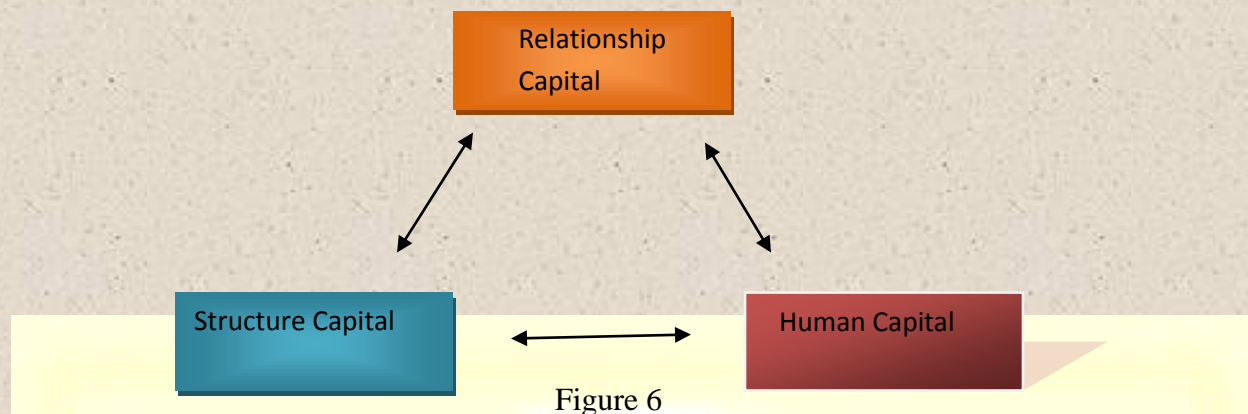 Relationship
Capital
Structure Capital
Human Capital
Figure 6